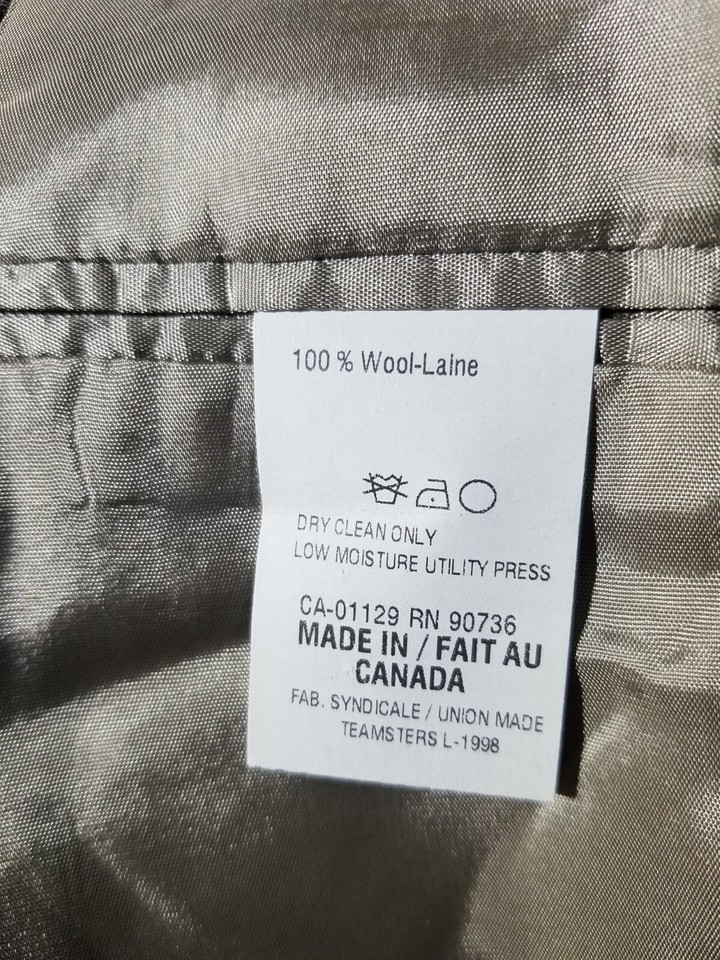 100 % Wool-Laine
DRY CLEAN ONLY
LOW MOISTURE UTILITY PRESS
CA-01129 RN 90736
MADE IN / FAIT AU
CANADA
FAB. SYNDICALE / UNION MADE
TEAMSTERS L-1998